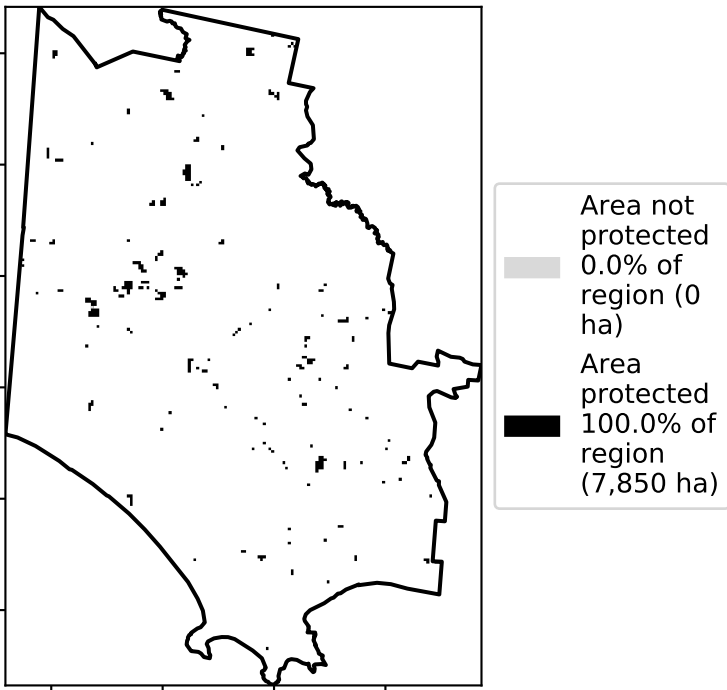 Area not
protected
0.0% of
region (0
ha)
Area
protected
100.0% of
region
(7,850 ha)